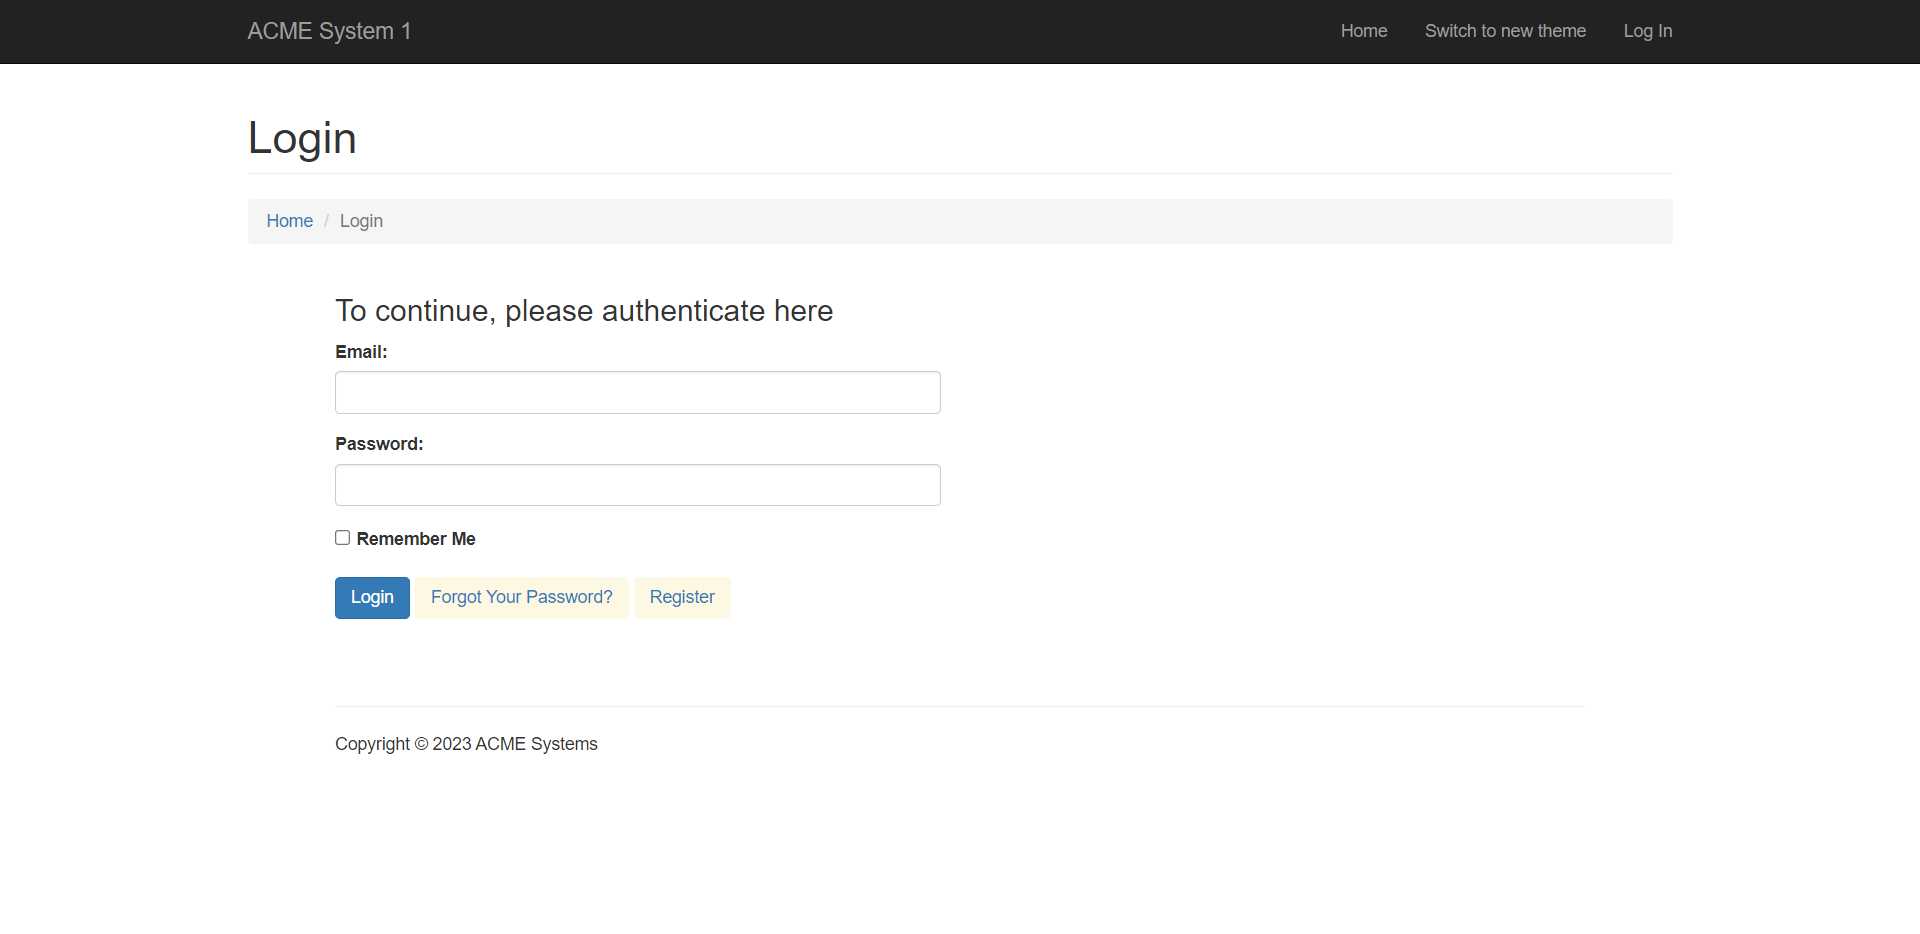 ACME System 1
Home Switch to new theme Log In
Login
Home / Login
To continue, please authenticate here
Email:
Password:
Remember Me
Login Forgot Your Password? Register
Copyright © 2023 ACME Systems